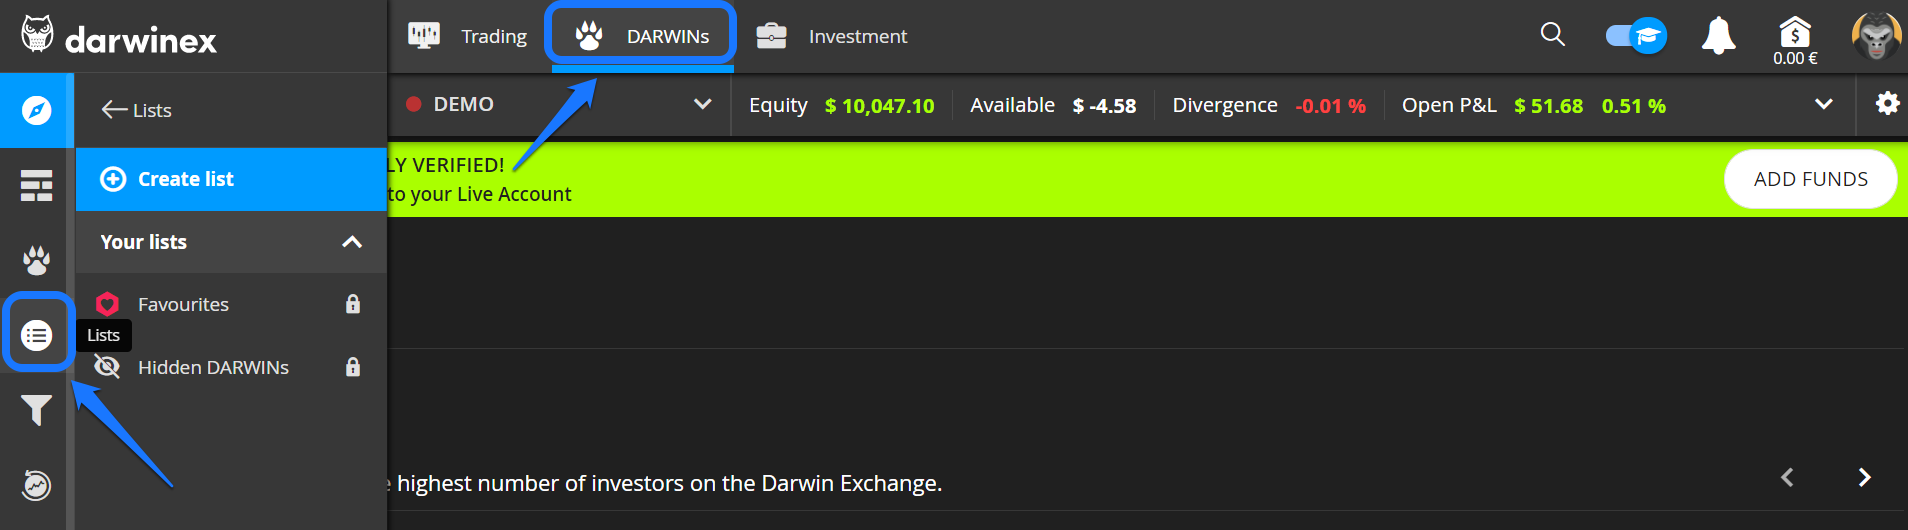 darwinex
Trading
DARWINs
Investment
0.00 €
Lists
DEMO
Equity $ 10,047.10
Available $ -4.58
Divergence -0.01 %
Open P&L $ 51.68 0.51 %
Create list
LY VERIFIED!
to your Live Account
ADD FUNDS
Your lists
Favourites
Lists
Hidden DARWINs
highest number of investors on the Darwin Exchange.